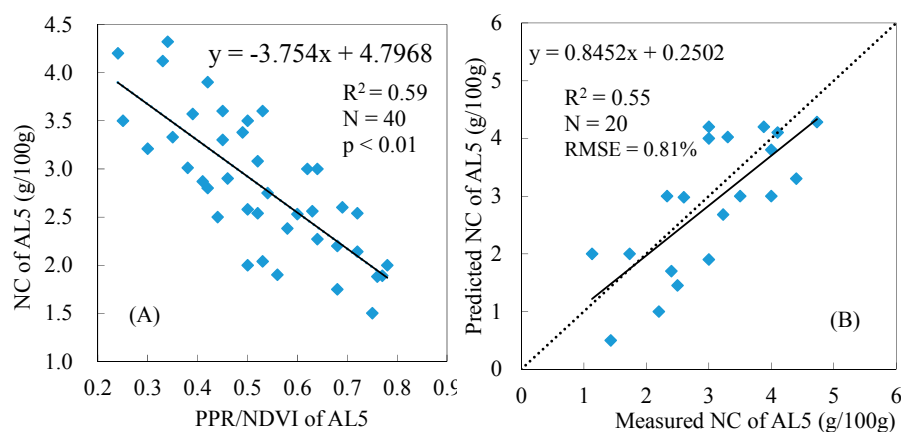 4.5
4.0
3.5
3.0
2.5
2.0
1.5
1.0
NC of AL5 (g/100g)
y = -3.754x + 4.7968
R² = 0.59
N = 40
p < 0.01
(A)
0.2 0.3 0.4 0.5 0.6 0.7 0.8 0.9
PPR/NDVI of AL5
6
5
4
3
2
1
0
Predicted NC of AL5 (g/100g)
y = 0.8452x + 0.2502
R² = 0.55
N = 20
RMSE = 0.81%
(B)
0 1 2 3 4 5 6
Measured NC of AL5 (g/100g)